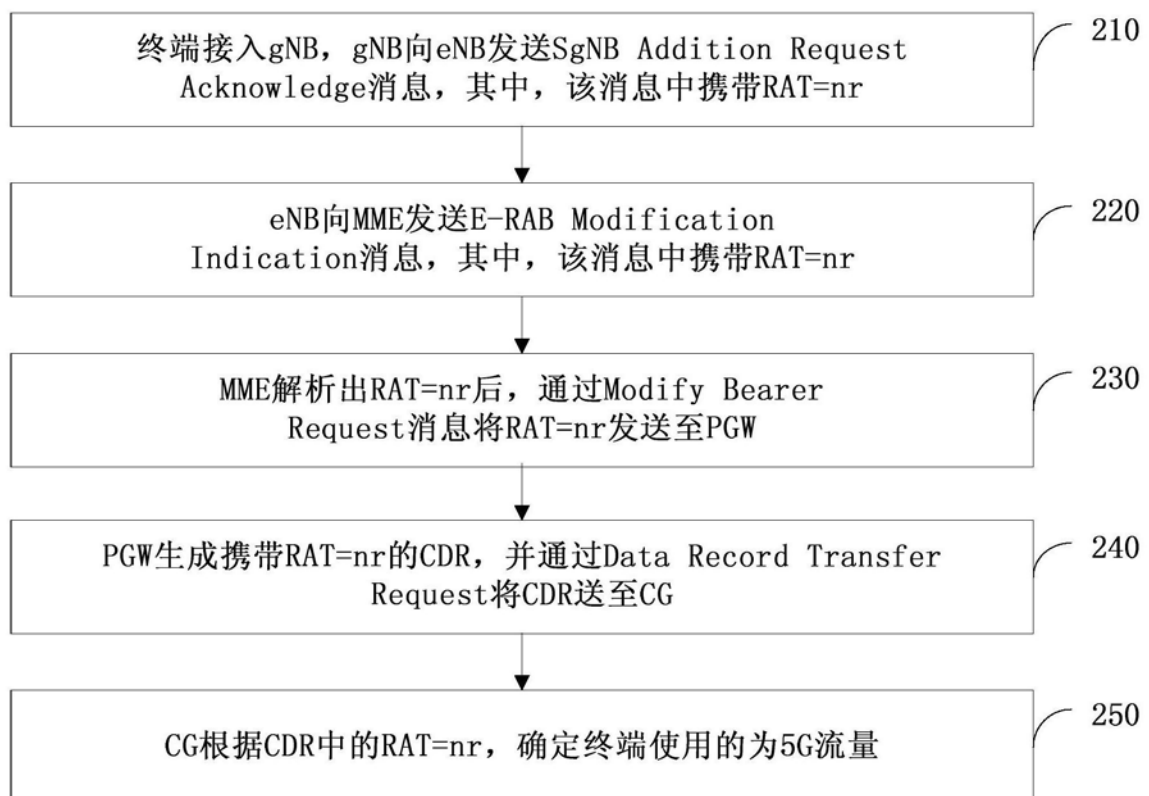 终端接入gNB，gNB向eNB发送SgNB Addition Request
Acknowledge消息，其中，该消息中携带RAT=nr
210
eNB向MME发送E-RAB Modification
Indication消息，其中，该消息中携带RAT=nr
220
MME解析出RAT=nr后，通过Modify Bearer
Request消息将RAT=nr发送至PGW
230
PGW生成携带RAT=nr的CDR，并通过Data Record Transfer
Request将CDR送至CG
240
CG根据CDR中的RAT=nr，确定终端使用的为5G流量
250